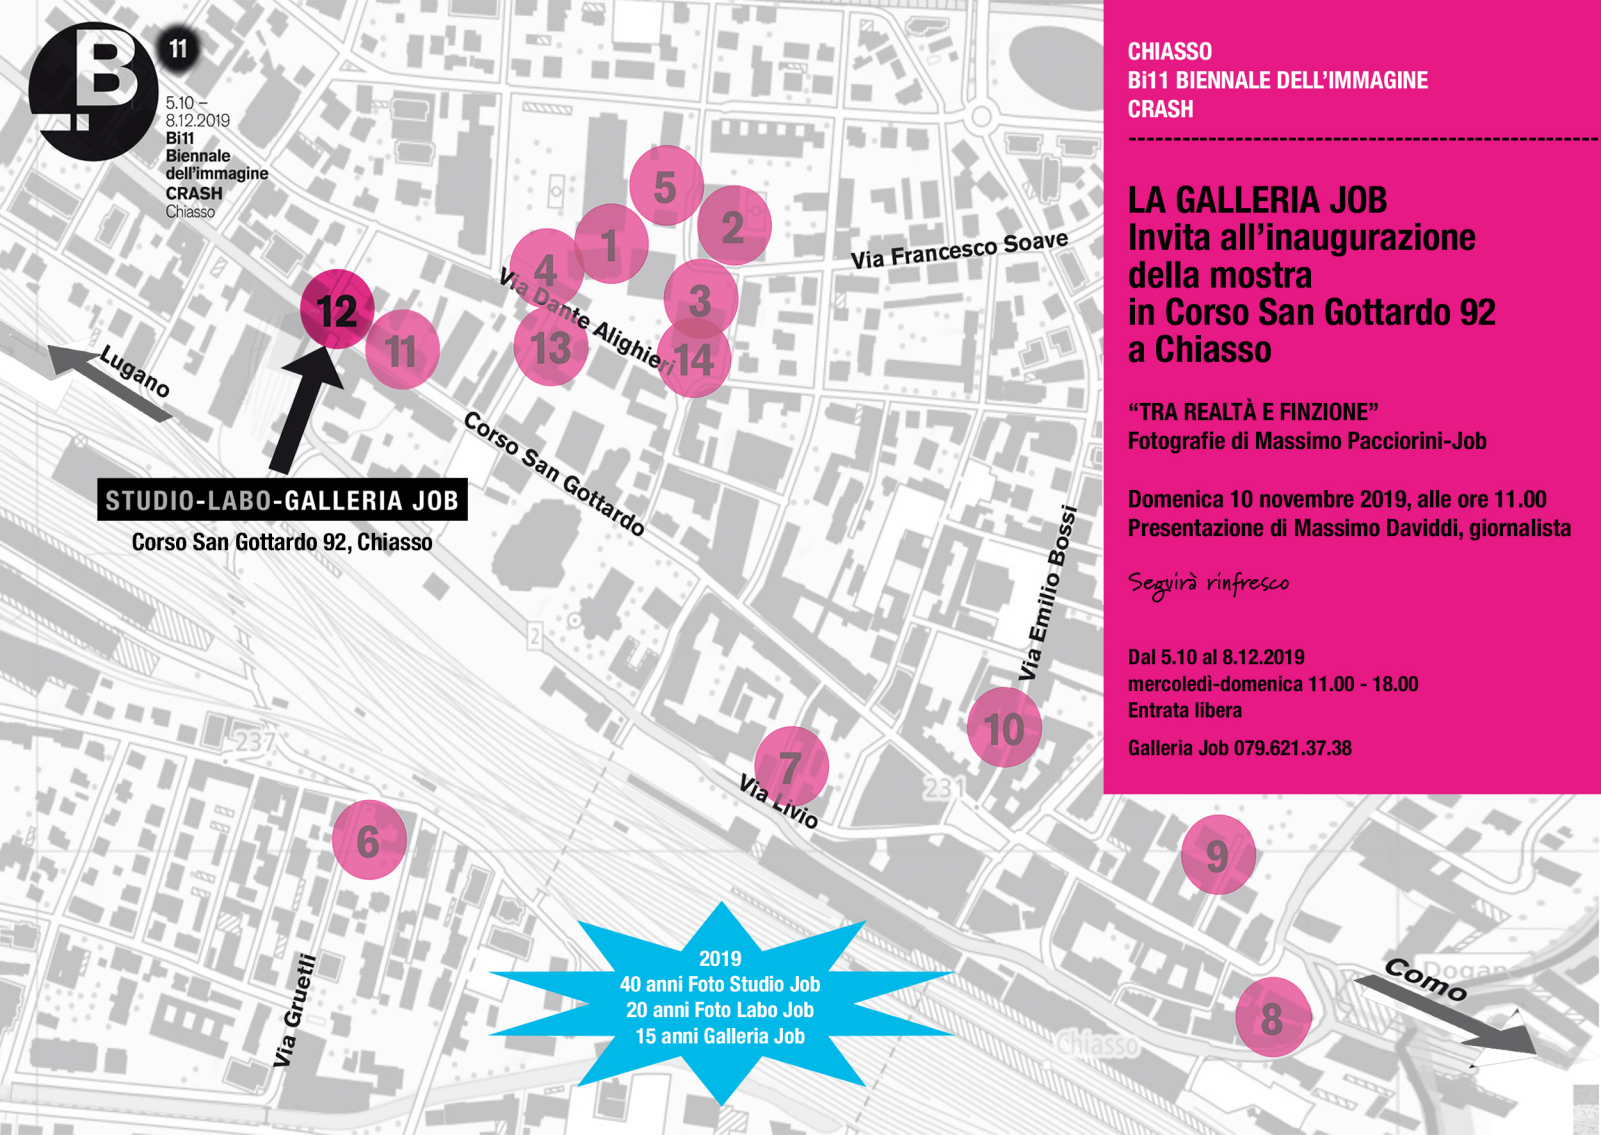 B
11
5.10 –
8.12.2019
Bi11
Biennale
dell'immagine
CRASH
Chiasso
CHIASSO
Bi11 BIENNALE DELL'IMMAGINE
CRASH
LA GALLERIA JOB
Invita all'inaugurazione
della mostra
in Corso San Gottardo 92
a Chiasso
“TRA REALTÀ E FINZIONE”
Fotografie di Massimo Pacciorini-Job
Domenica 10 novembre 2019, alle ore 11.00
Presentazione di Massimo Daviddi, giornalista
Seguirà rinfresco
Dal 5.10 al 8.12.2019
mercoledì-domenica 11.00 - 18.00
Entrata libera
Galleria Job 079.621.37.38
5
2
1
4
3
Via Francesco Soave
Via Dante Alighieri
12
11
13
14
Lugano
Corso San Gottardo
STUDIO-LABO-GALLERIA JOB
Corso San Gottardo 92, Chiasso
Via Emilio Bossi
2
10
237
7
231
Via Livio
6
9
Via Gruetli
2019
40 anni Foto Studio Job
20 anni Foto Labo Job
15 anni Galleria Job
Como
Dogana
8
Chiasso